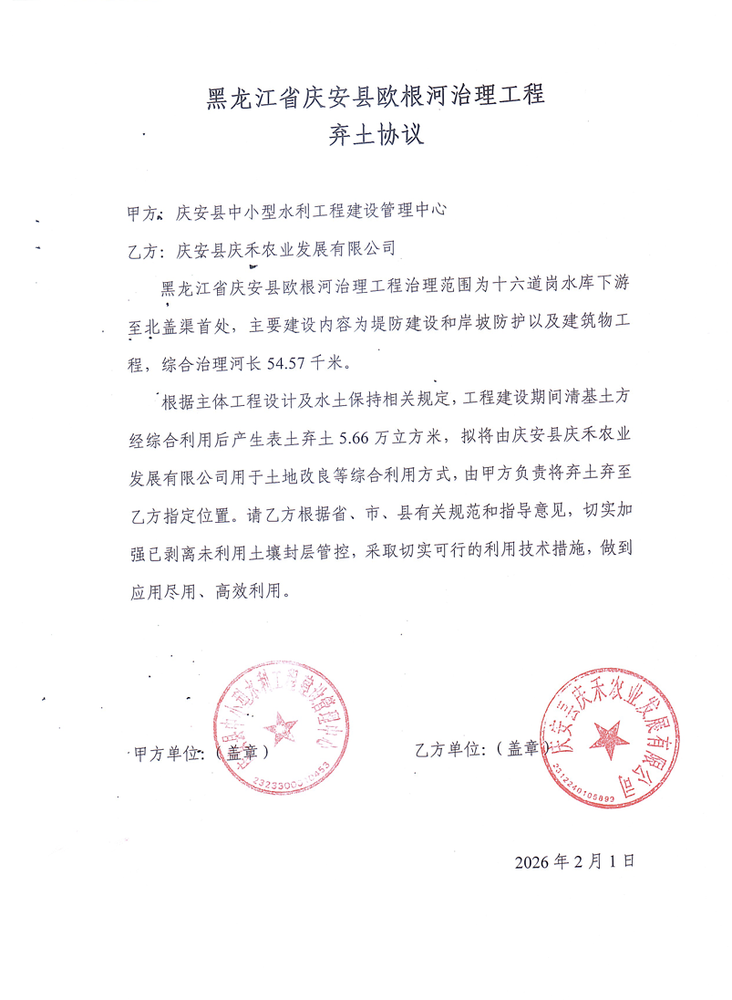 黑龙江省庆安县欧根河治理工程
弃土协议
甲方：庆安县中小型水利工程建设管理中心
乙方：庆安县庆禾农业发展有限公司
黑龙江省庆安县欧根河治理工程治理范围为十六道岗水库下游
至北盖渠首处，主要建设内容为堤防建设和岸坡防护以及建筑物工
程，综合治理河长 54.57 千米。
根据主体工程设计及水土保持相关规定，工程建设期间清基土方
经综合利用后产生表土弃土 5.66 万立方米，拟将由庆安县庆禾农业
发展有限公司用于土地改良等综合利用方式，由甲方负责将弃土弃至
乙方指定位置。请乙方根据省、市、县有关规范和指导意见，切实加
强已剥离未利用土壤封层管控，采取切实可行的利用技术措施，做到
应用尽用、高效利用。
甲方单位：（盖章）
乙方单位：（盖章）
庆安县中小型水利工程建设管理中心
庆安县庆禾农业发展有限公司
2312240105899
2026 年 2 月 1 日